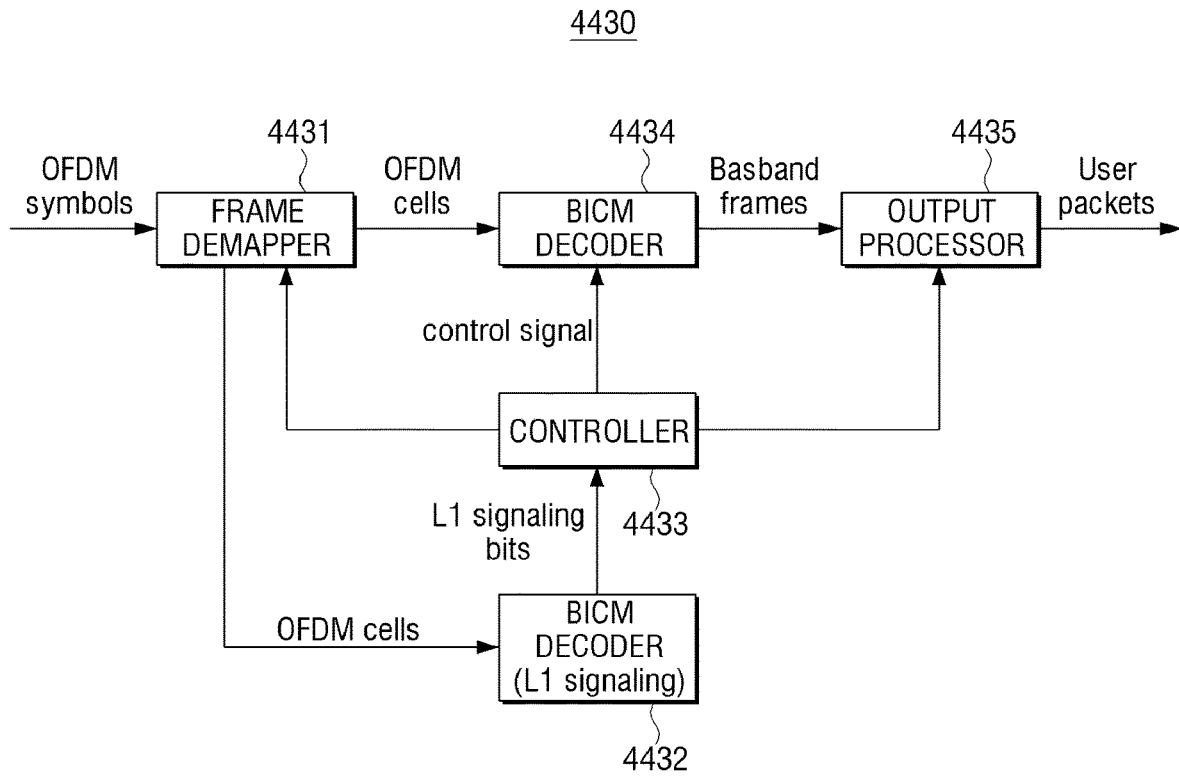 4430
4431
4434
4435
OFDM
symbols
OFDM
cells
Basband
frames
User
packets
FRAME
DEMAPPER
BICM
DECODER
OUTPUT
PROCESSOR
control signal
CONTROLLER
4433
L1 signaling
bits
OFDM cells
BICM
DECODER
(L1 signaling)
4432